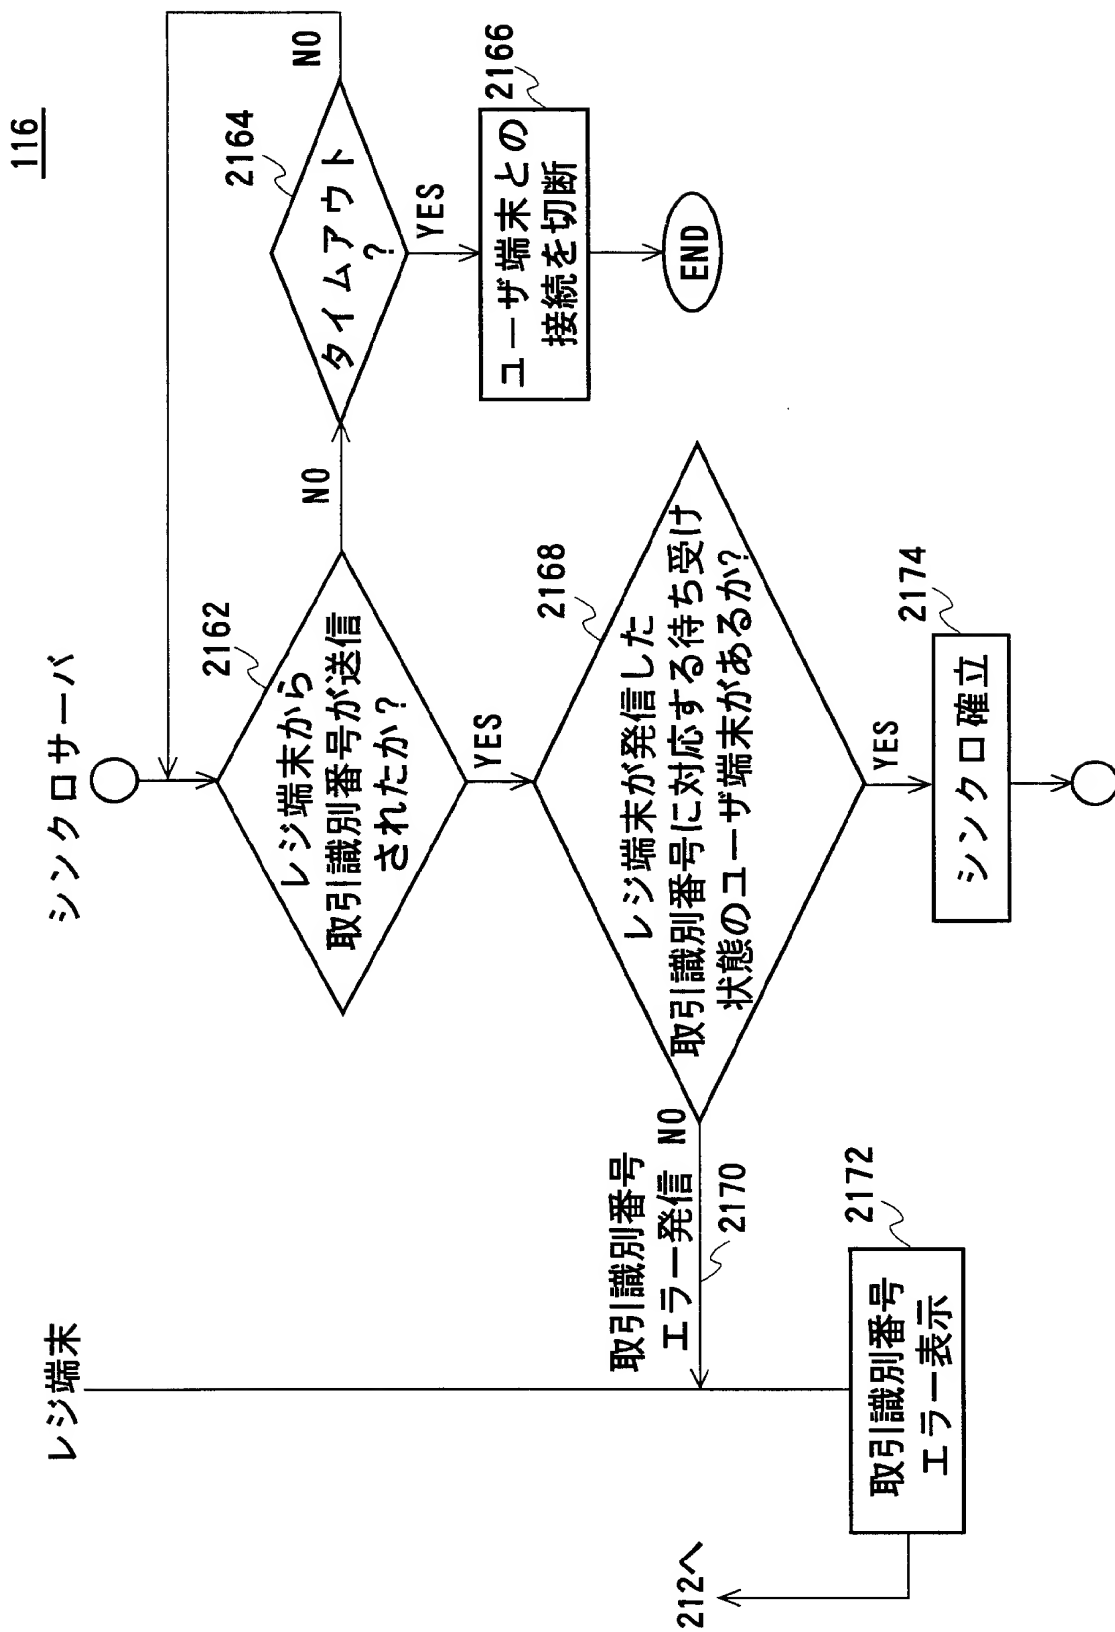 116
レジ端末
シンクロサーバ
レジ端末から
取引識別番号が送信
されたか?
2162
NO
タイムアウト
?
2164
NO
YES
ユーザ端末との
接続を切断
2166
END
YES
レジ端末が発信した
取引識別番号に対応する待ち受け
状態のユーザ端末があるか?
2168
NO
取引識別番号
エラー発信
2170
取引識別番号
エラー表示
2172
212へ
YES
シンクロ確立
2174